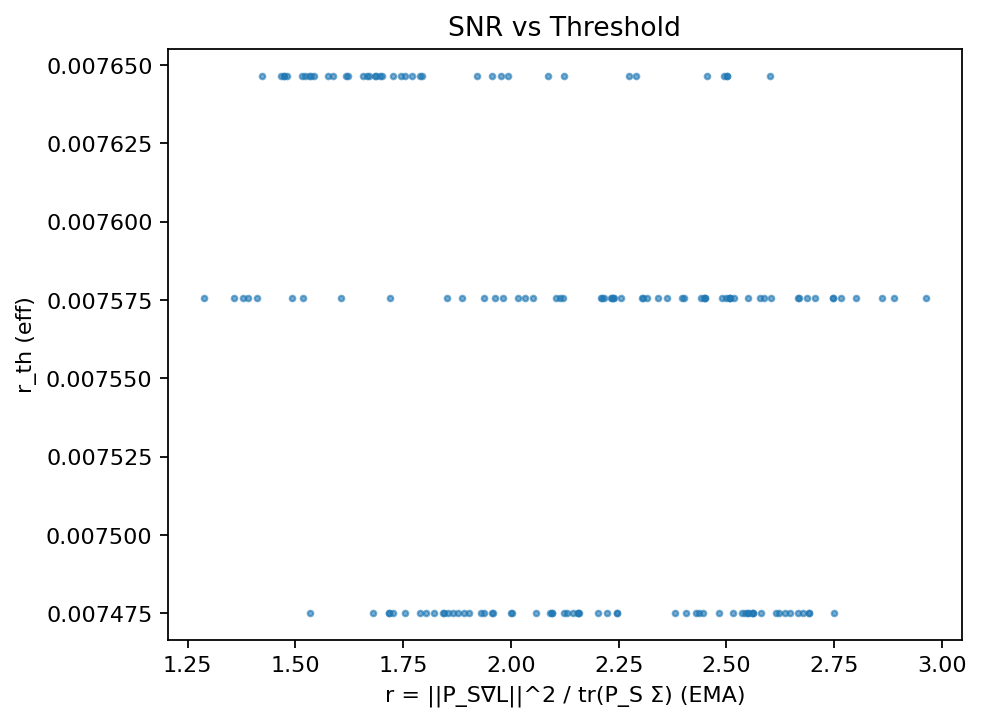 SNR vs Threshold
0.007650
0.007625
0.007600
0.007575
0.007550
0.007525
0.007500
0.007475
r_th (eff)
1.25 1.50 1.75 2.00 2.25 2.50 2.75 3.00
r = ||P_S∇L||^2 / tr(P_S Σ) (EMA)